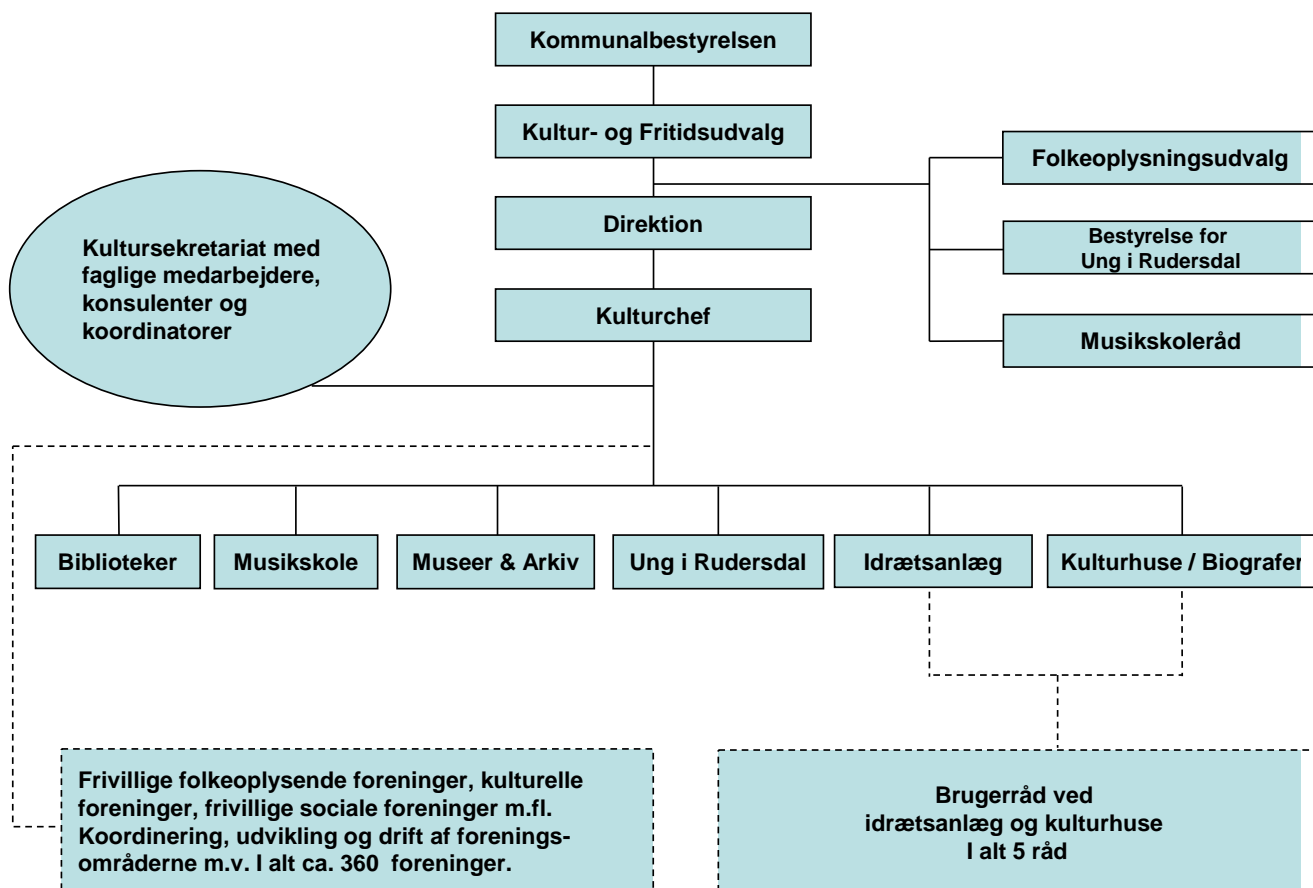 Kommunalbestyrelsen
Kultur- og Fritidsudvalg
Folkeoplysningsudvalg
Direktion
Bestyrelse for
Ung i Rudersdal
Kultursekretariat med
faglige medarbejdere,
konsulenter og
koordinatorer
Kulturchef
Musikskoleråd
Biblioteker
Musikskole
Museer & Arkiv
Ung i Rudersdal
Idrætsanlæg
Kulturhuse / Biografer
Frivillige folkeoplysende foreninger, kulturelle
foreninger, frivillige sociale foreninger m.fl.
Koordinering, udvikling og drift af forenings-
områderne m.v. I alt ca. 360 foreninger.
Brugerråd ved
idrætsanlæg og kulturhuse
I alt 5 råd